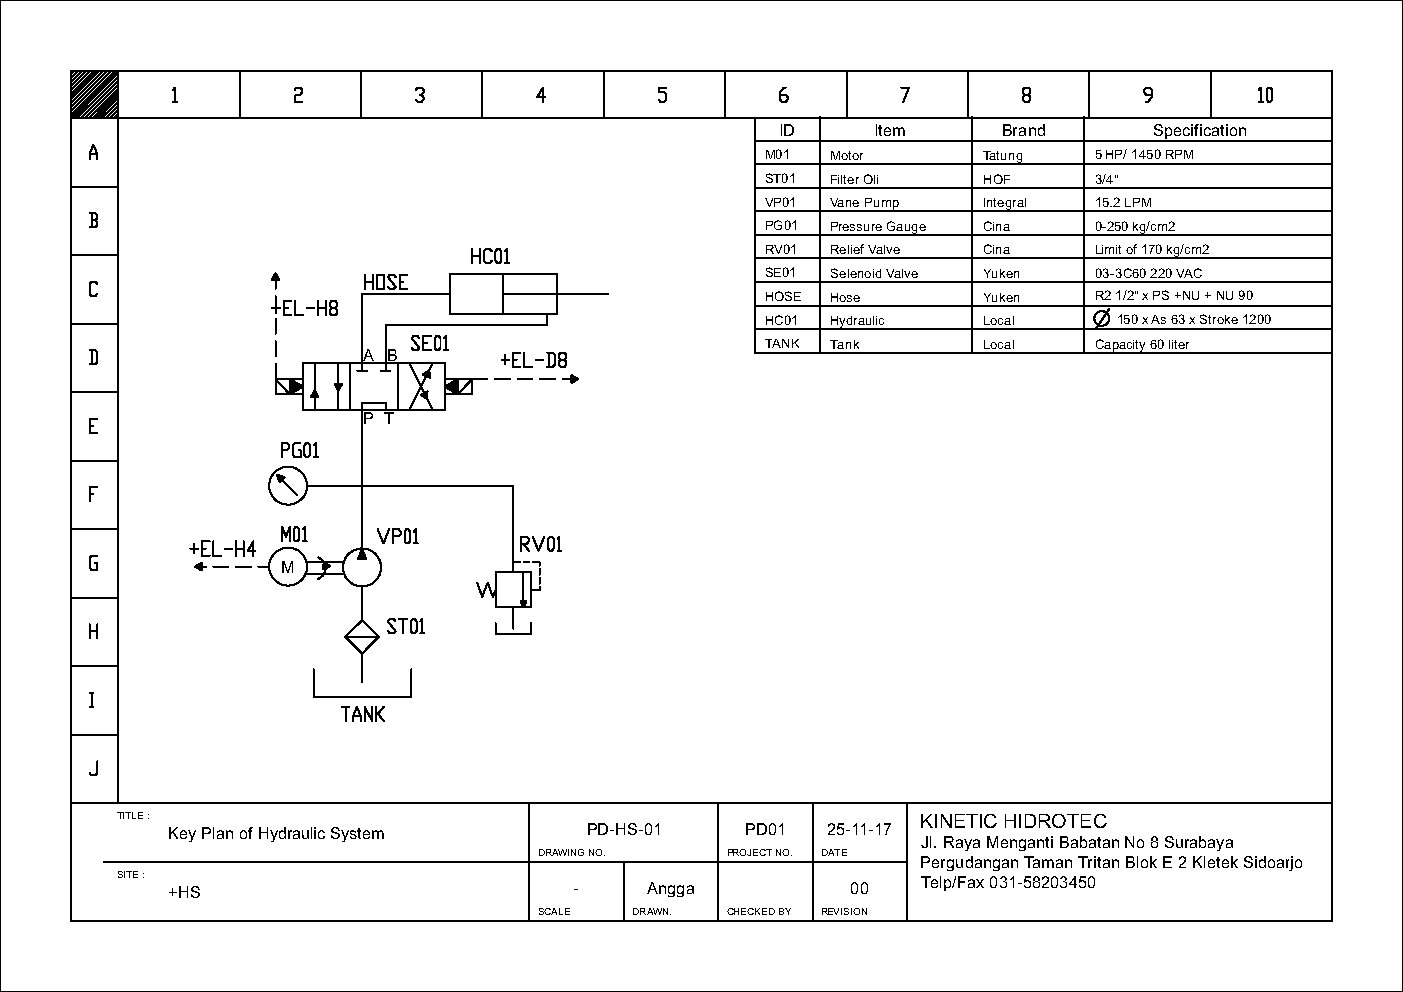 1 2 3 4 5 6 7 8 9 10
A
B
C
D
E
F
G
H
I
J
ID Item Brand Specification
M01 Motor Tatung 5 HP/ 1450 RPM
ST01 Filter Oli HOF 3/4"
VP01 Vane Pump Integral 15.2 LPM
PG01 Pressure Gauge Cina 0-250 kg/cm2
RV01 Relief Valve Cina Limit of 170 kg/cm2
SE01 Selenoid Valve Yuken 03-3C60 220 VAC
HOSE Hose Yuken R2 1/2" x PS +NU + NU 90
HC01 Hydraulic Local Ø 150 x As 63 x Stroke 1200
TANK Tank Local Capacity 60 liter
HC01
HOSE
+EL-H8
SE01
A B
+EL-D8
P T
PG01
M01
VP01
+EL-H4
M
RV01
W
ST01
TANK
TITLE :
Key Plan of Hydraulic System
SITE :
+HS
PD-HS-01
DRAWING NO.
PD01
PROJECT NO.
25-11-17
DATE
-
SCALE
Angga
DRAWN.
CHECKED BY
00
REVISION
KINETIC HIDROTEC
Jl. Raya Menganti Babatan No 8 Surabaya
Pergudangan Taman Tritan Blok E 2 Kletek Sidoarjo
Telp/Fax 031-58203450